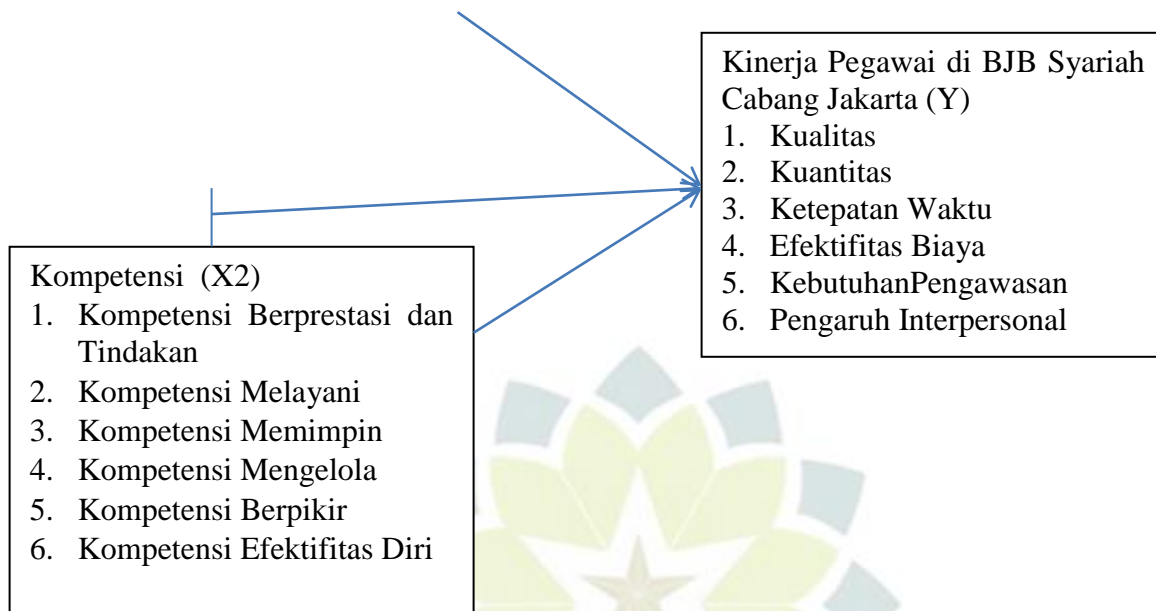 Kinerja Pegawai di BJB Syariah
Cabang Jakarta (Y)
1. Kualitas
2. Kuantitas
3. Ketepatan Waktu
4. Efektifitas Biaya
5. KebutuhanPengawasan
6. Pengaruh Interpersonal
Kompetensi (X2)
1. Kompetensi Berprestasi dan
Tindakan
2. Kompetensi Melayani
3. Kompetensi Memimpin
4. Kompetensi Mengelola
5. Kompetensi Berpikir
6. Kompetensi Efektifitas Diri